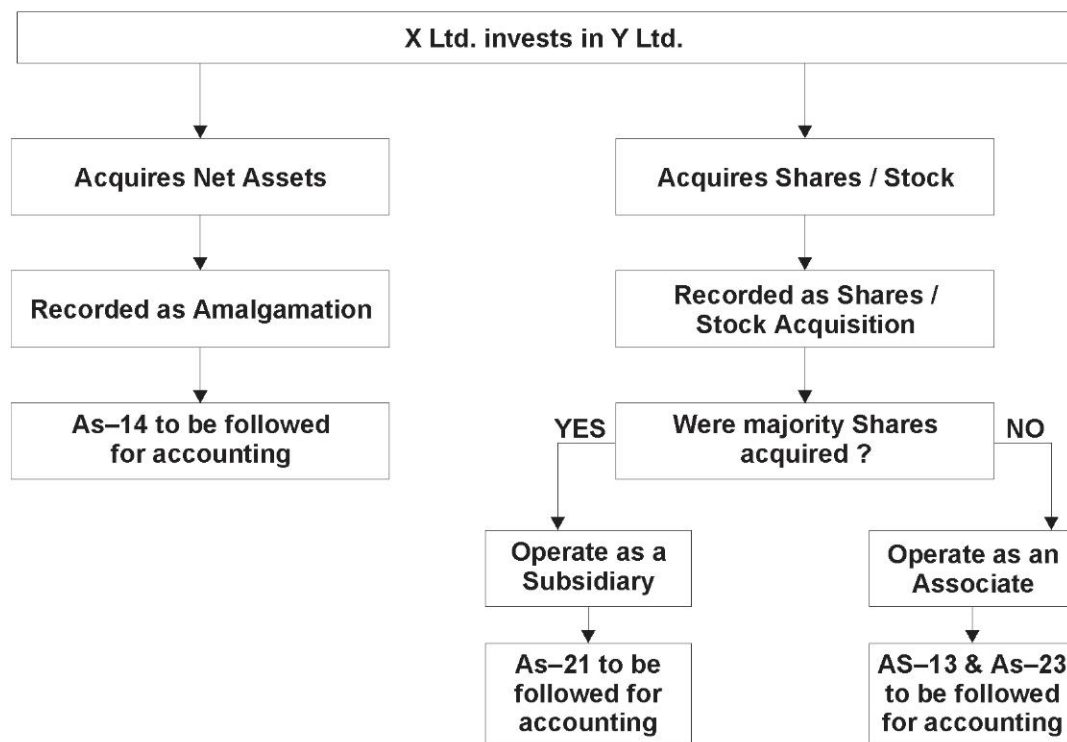 X Ltd. invests in Y Ltd.
Acquires Net Assets
Acquires Shares / Stock
Recorded as Amalgamation
Recorded as Shares /
Stock Acquisition
As–14 to be followed
for accounting
YES
Were majority Shares
acquired ?
NO
Operate as a
Subsidiary
Operate as an
Associate
As–21 to be
followed for
accounting
AS–13 & As–23
to be followed
for accounting